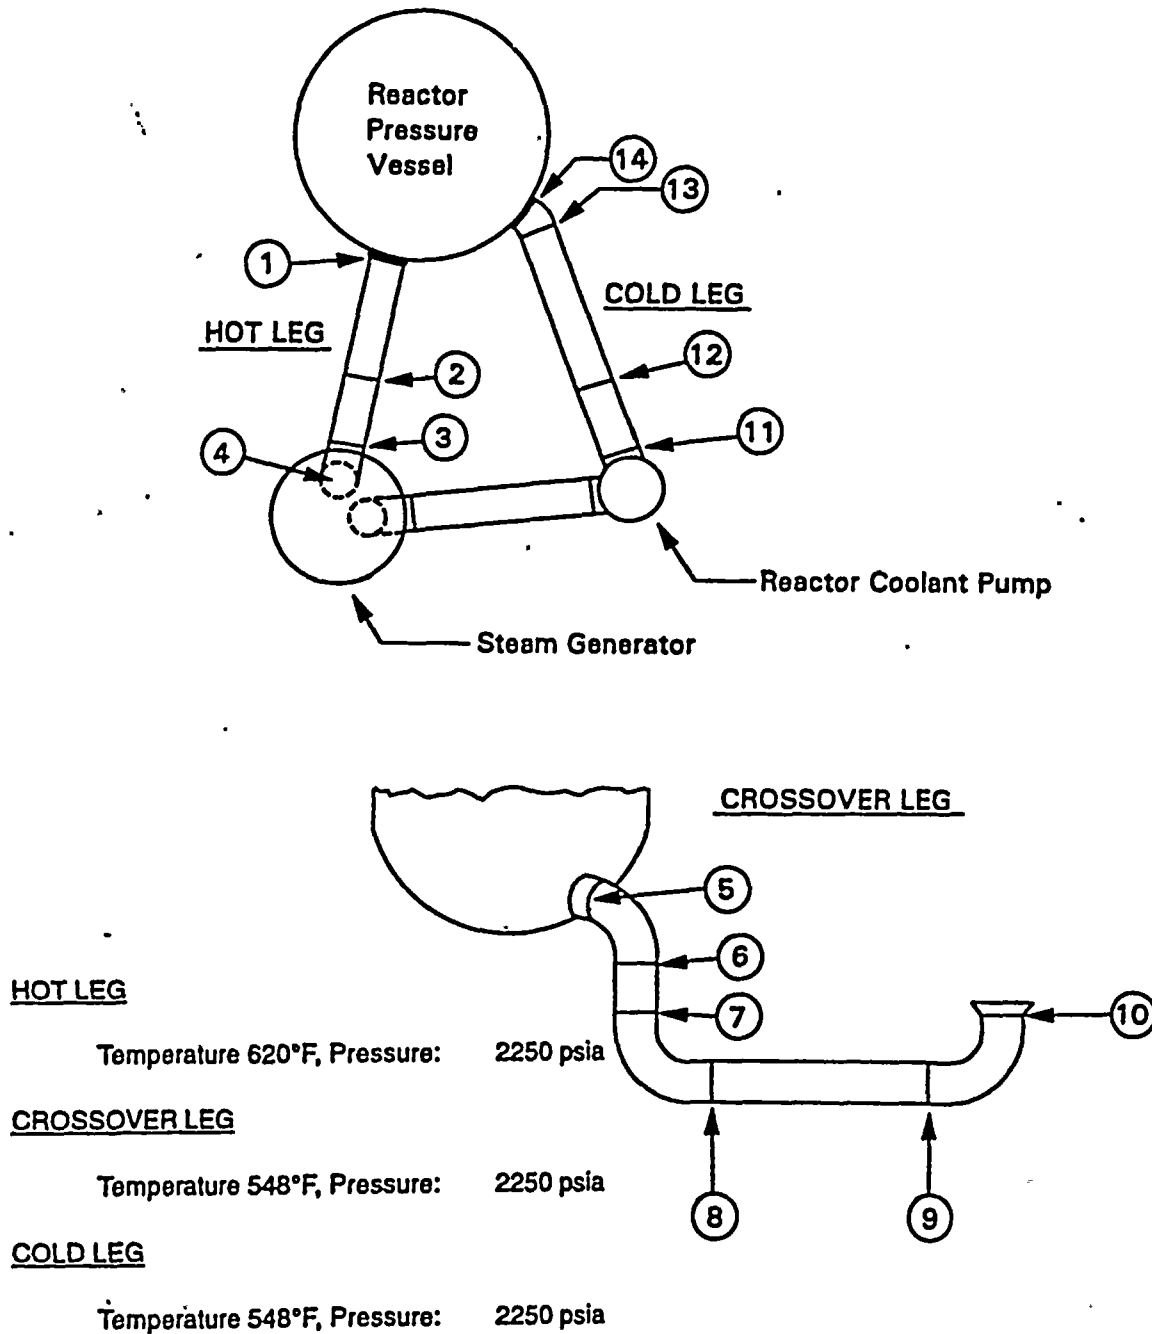 Reactor
Pressure
Vessel
14
13
1
COLD LEG
HOT LEG
12
2
11
3
4
Reactor Coolant Pump
Steam Generator
CROSSOVER LEG
5
6
HOT LEG
7
10
Temperature 620°F, Pressure: 2250 psia
CROSSOVER LEG
Temperature 548°F, Pressure: 2250 psia
8
9
COLD LEG
Temperature 548°F, Pressure: 2250 psia